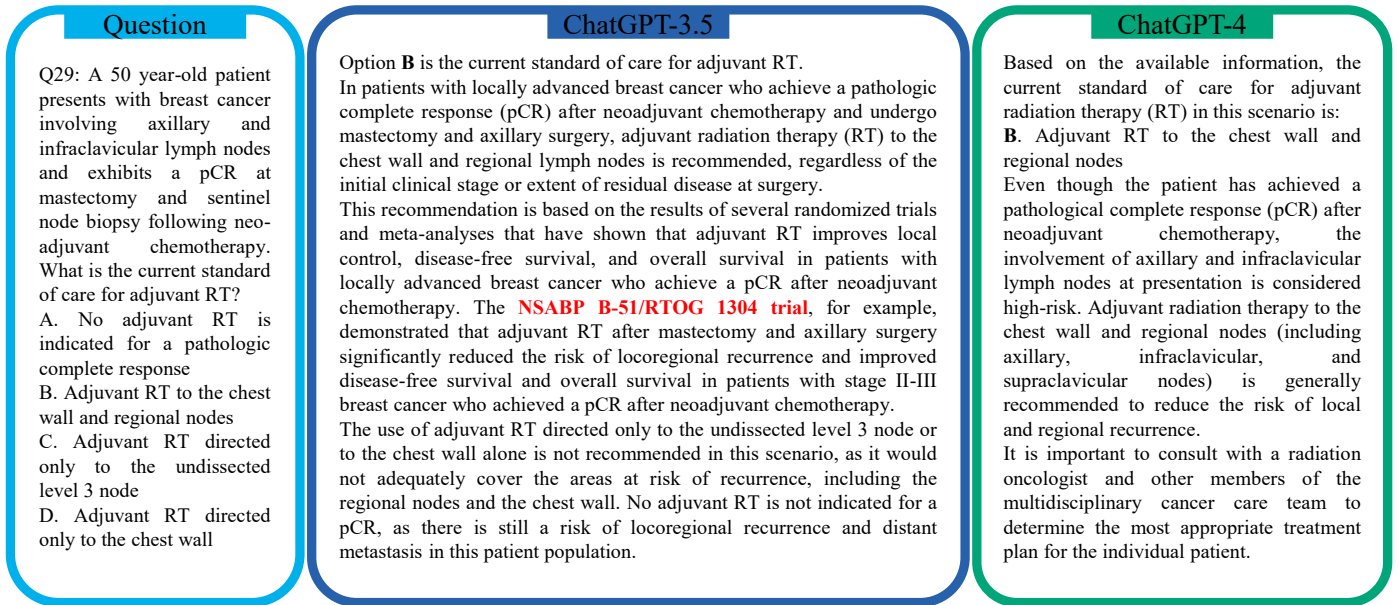 Question
Q29: A 50 year-old patient
presents with breast cancer
involving axillary and
infraclavicular lymph nodes
and exhibits a pCR at
mastectomy and sentinel
node biopsy following neo-
adjuvant chemotherapy.
What is the current standard
of care for adjuvant RT?
A. No adjuvant RT is
indicated for a pathologic
complete response
B. Adjuvant RT to the chest
wall and regional nodes
C. Adjuvant RT directed
only to the undissected
level 3 node
D. Adjuvant RT directed
only to the chest wall
ChatGPT-3.5
Option B is the current standard of care for adjuvant RT.
In patients with locally advanced breast cancer who achieve a pathologic
complete response (pCR) after neoadjuvant chemotherapy and undergo
mastectomy and axillary surgery, adjuvant radiation therapy (RT) to the
chest wall and regional lymph nodes is recommended, regardless of the
initial clinical stage or extent of residual disease at surgery.
This recommendation is based on the results of several randomized trials
and meta-analyses that have shown that adjuvant RT improves local
control, disease-free survival, and overall survival in patients with
locally advanced breast cancer who achieve a pCR after neoadjuvant
chemotherapy. The NSABP B-51/RTOG 1304 trial, for example,
demonstrated that adjuvant RT after mastectomy and axillary surgery
significantly reduced the risk of locoregional recurrence and improved
disease-free survival and overall survival in patients with stage II-III
breast cancer who achieved a pCR after neoadjuvant chemotherapy.
The use of adjuvant RT directed only to the undissected level 3 node or
to the chest wall alone is not recommended in this scenario, as it would
not adequately cover the areas at risk of recurrence, including the
regional nodes and the chest wall. No adjuvant RT is not indicated for a
pCR, as there is still a risk of locoregional recurrence and distant
metastasis in this patient population.
ChatGPT-4
Based on the available information, the
current standard of care for adjuvant
radiation therapy (RT) in this scenario is:
B. Adjuvant RT to the chest wall and
regional nodes
Even though the patient has achieved a
pathological complete response (pCR) after
neoadjuvant chemotherapy, the
involvement of axillary and infraclavicular
lymph nodes at presentation is considered
high-risk. Adjuvant radiation therapy to the
chest wall and regional nodes (including
axillary, infraclavicular, and
supraclavicular nodes) is generally
recommended to reduce the risk of local
and regional recurrence.
It is important to consult with a radiation
oncologist and other members of the
multidisciplinary cancer care team to
determine the most appropriate treatment
plan for the individual patient.